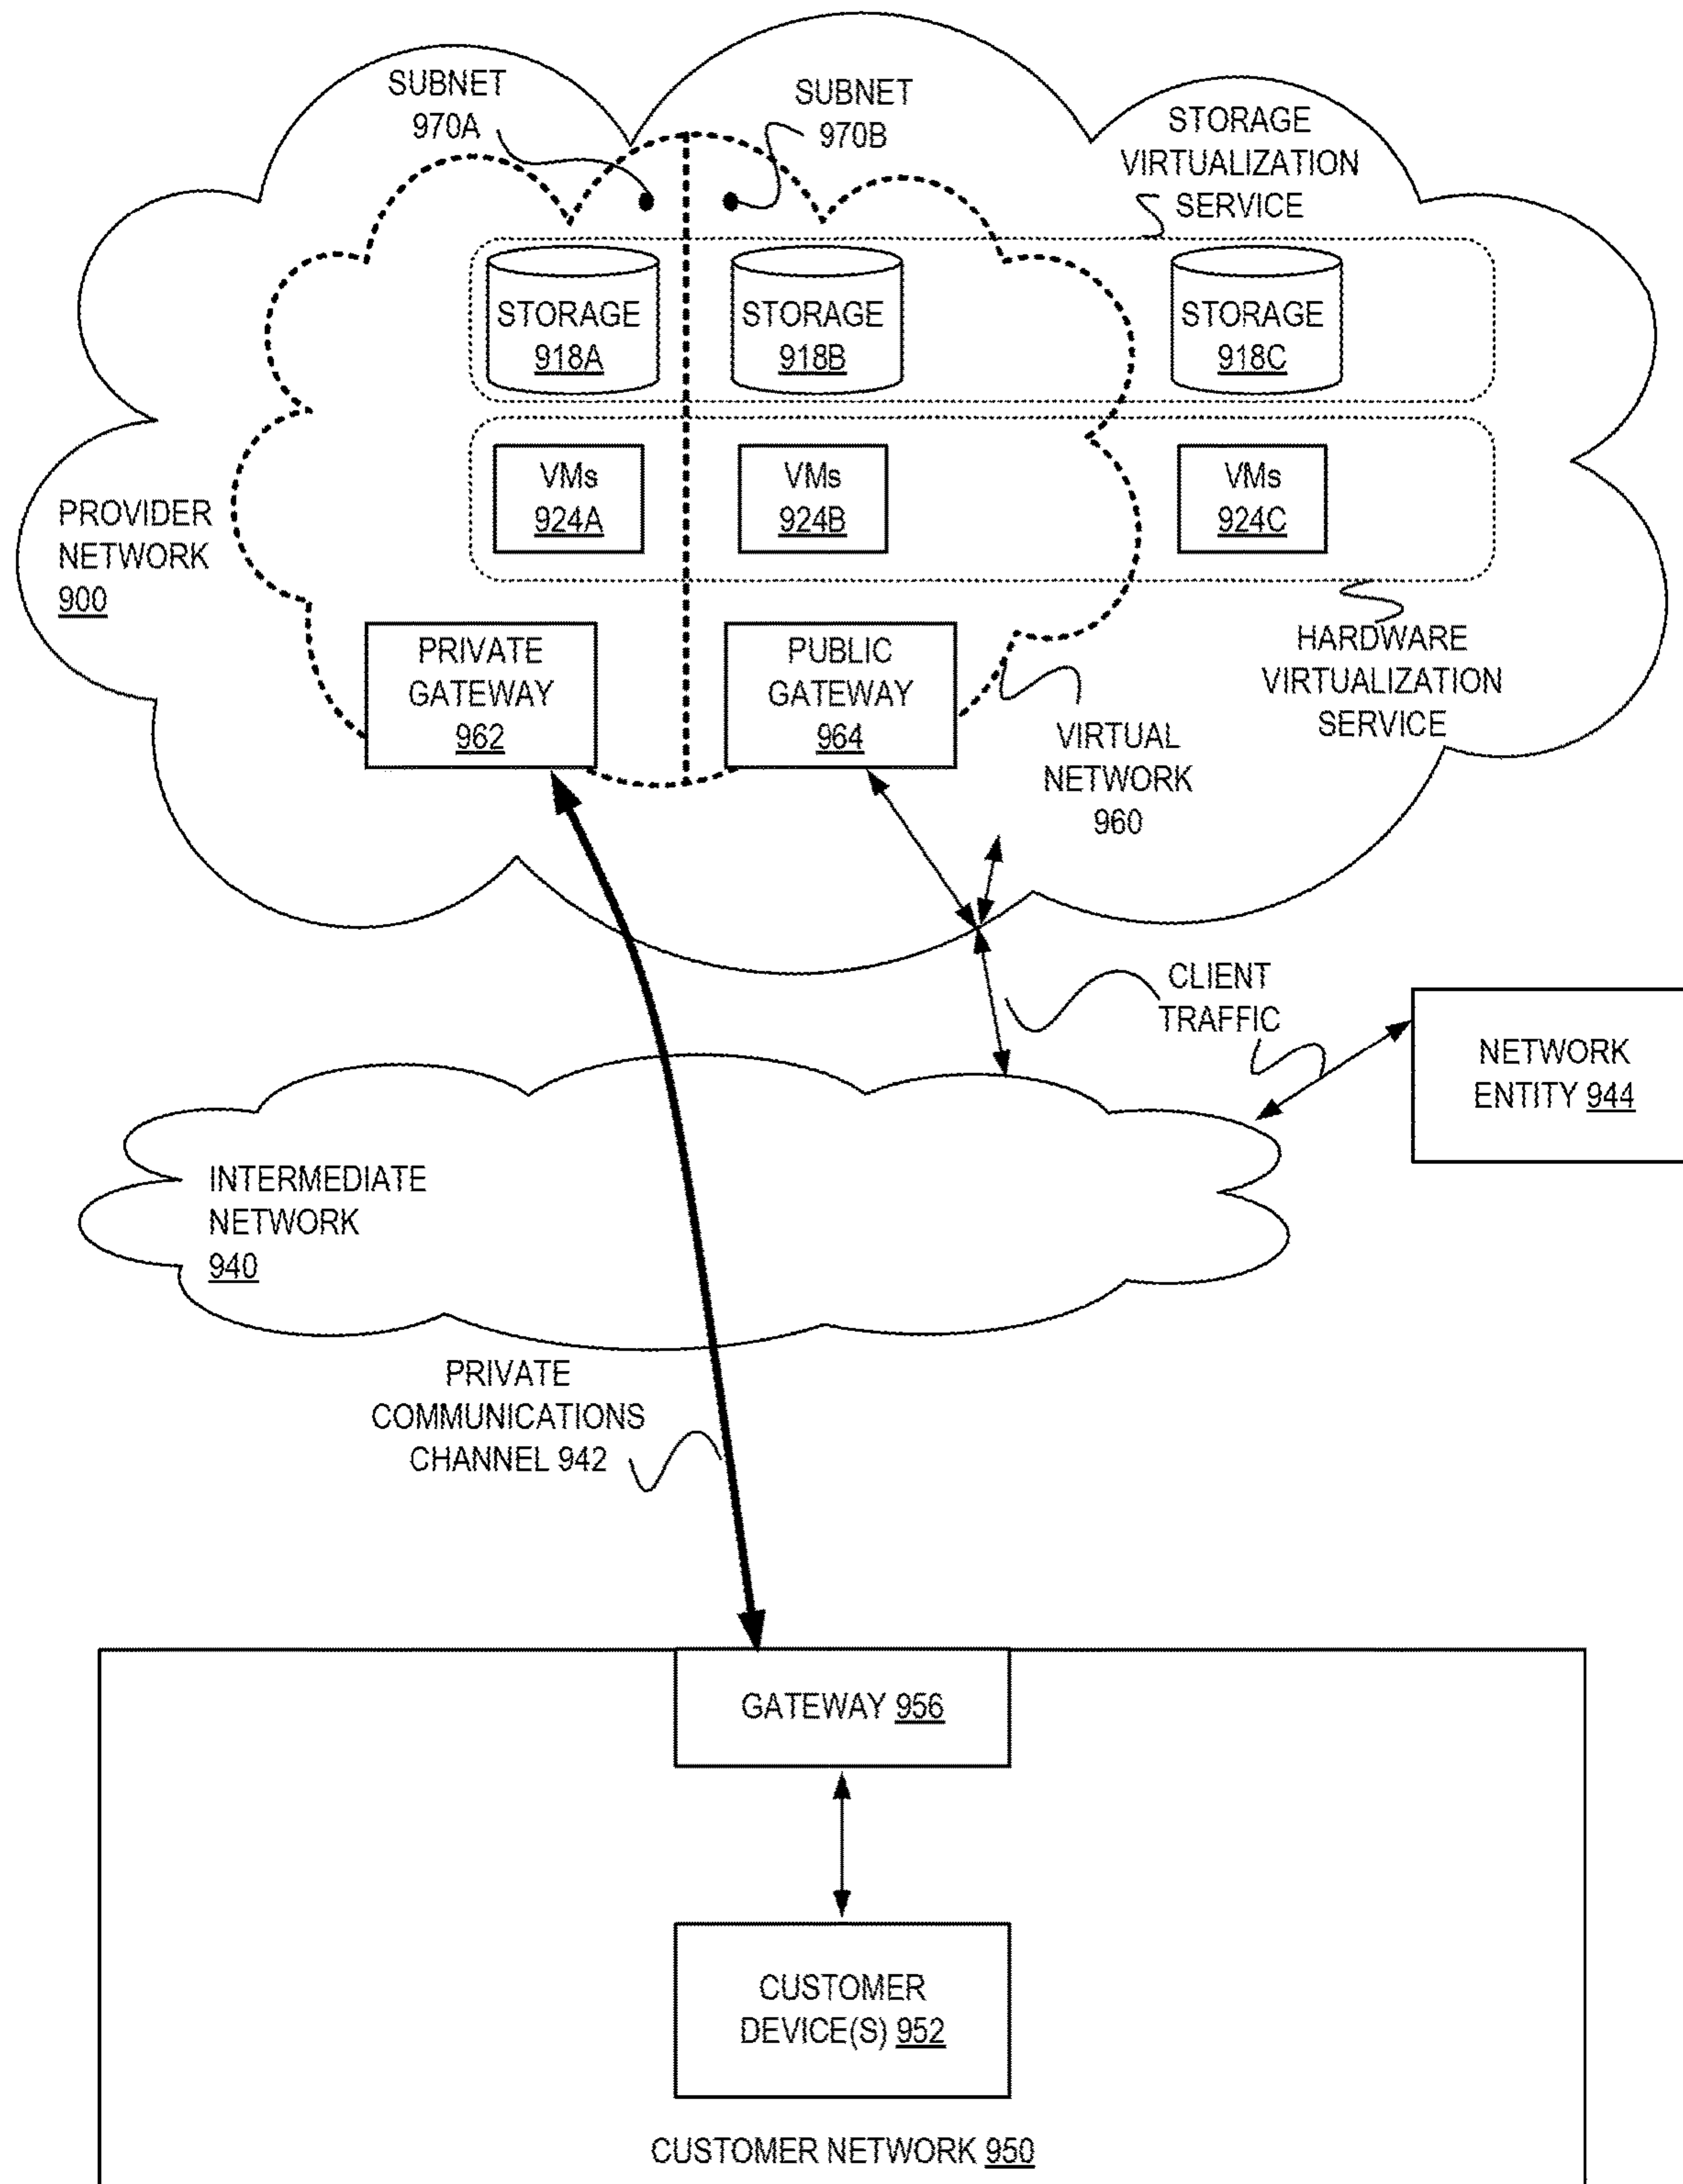 SUBNET
970A
SUBNET
970B
STORAGE
VIRTUALIZATION
SERVICE
STORAGE
918A
STORAGE
918B
STORAGE
918C
VMs
924A
VMs
924B
VMs
924C
PROVIDER
NETWORK
900
PRIVATE
GATEWAY
962
PUBLIC
GATEWAY
964
HARDWARE
VIRTUALIZATION
SERVICE
VIRTUAL
NETWORK
960
CLIENT
TRAFFIC
NETWORK
ENTITY 944
INTERMEDIATE
NETWORK
940
PRIVATE
COMMUNICATIONS
CHANNEL 942
GATEWAY 956
CUSTOMER
DEVICE(S) 952
CUSTOMER NETWORK 950